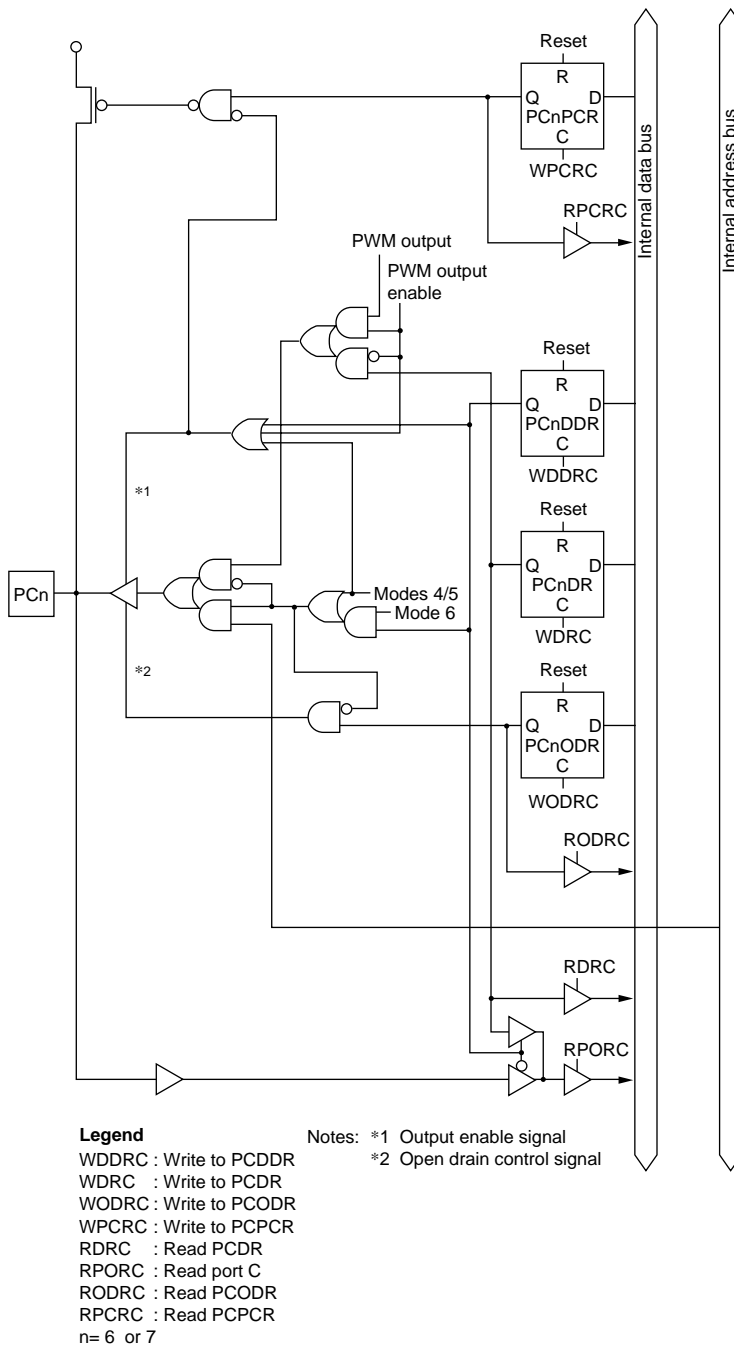 Reset
R
Q D
PCnPCR
C
WPCRC
RPCRC
Internal data bus
Internal address bus
PWM output
PWM output
enable
Reset
R
Q D
PCnDDR
C
WDDRC
*1
Reset
R
Q D
PCnDR
C
WDRC
PCn
Modes 4/5
Mode 6
*2
Reset
R
Q D
PCnODR
C
WODRC
RODRC
RDRC
RPORC
Legend
WDDRC : Write to PCDDR
WDRC : Write to PCDR
WODRC : Write to PCODR
WPCRC : Write to PCPCR
RDRC : Read PCDR
RPORC : Read port C
RODRC : Read PCODR
RPCRC : Read PCPCR
n= 6 or 7
Notes: *1 Output enable signal
*2 Open drain control signal